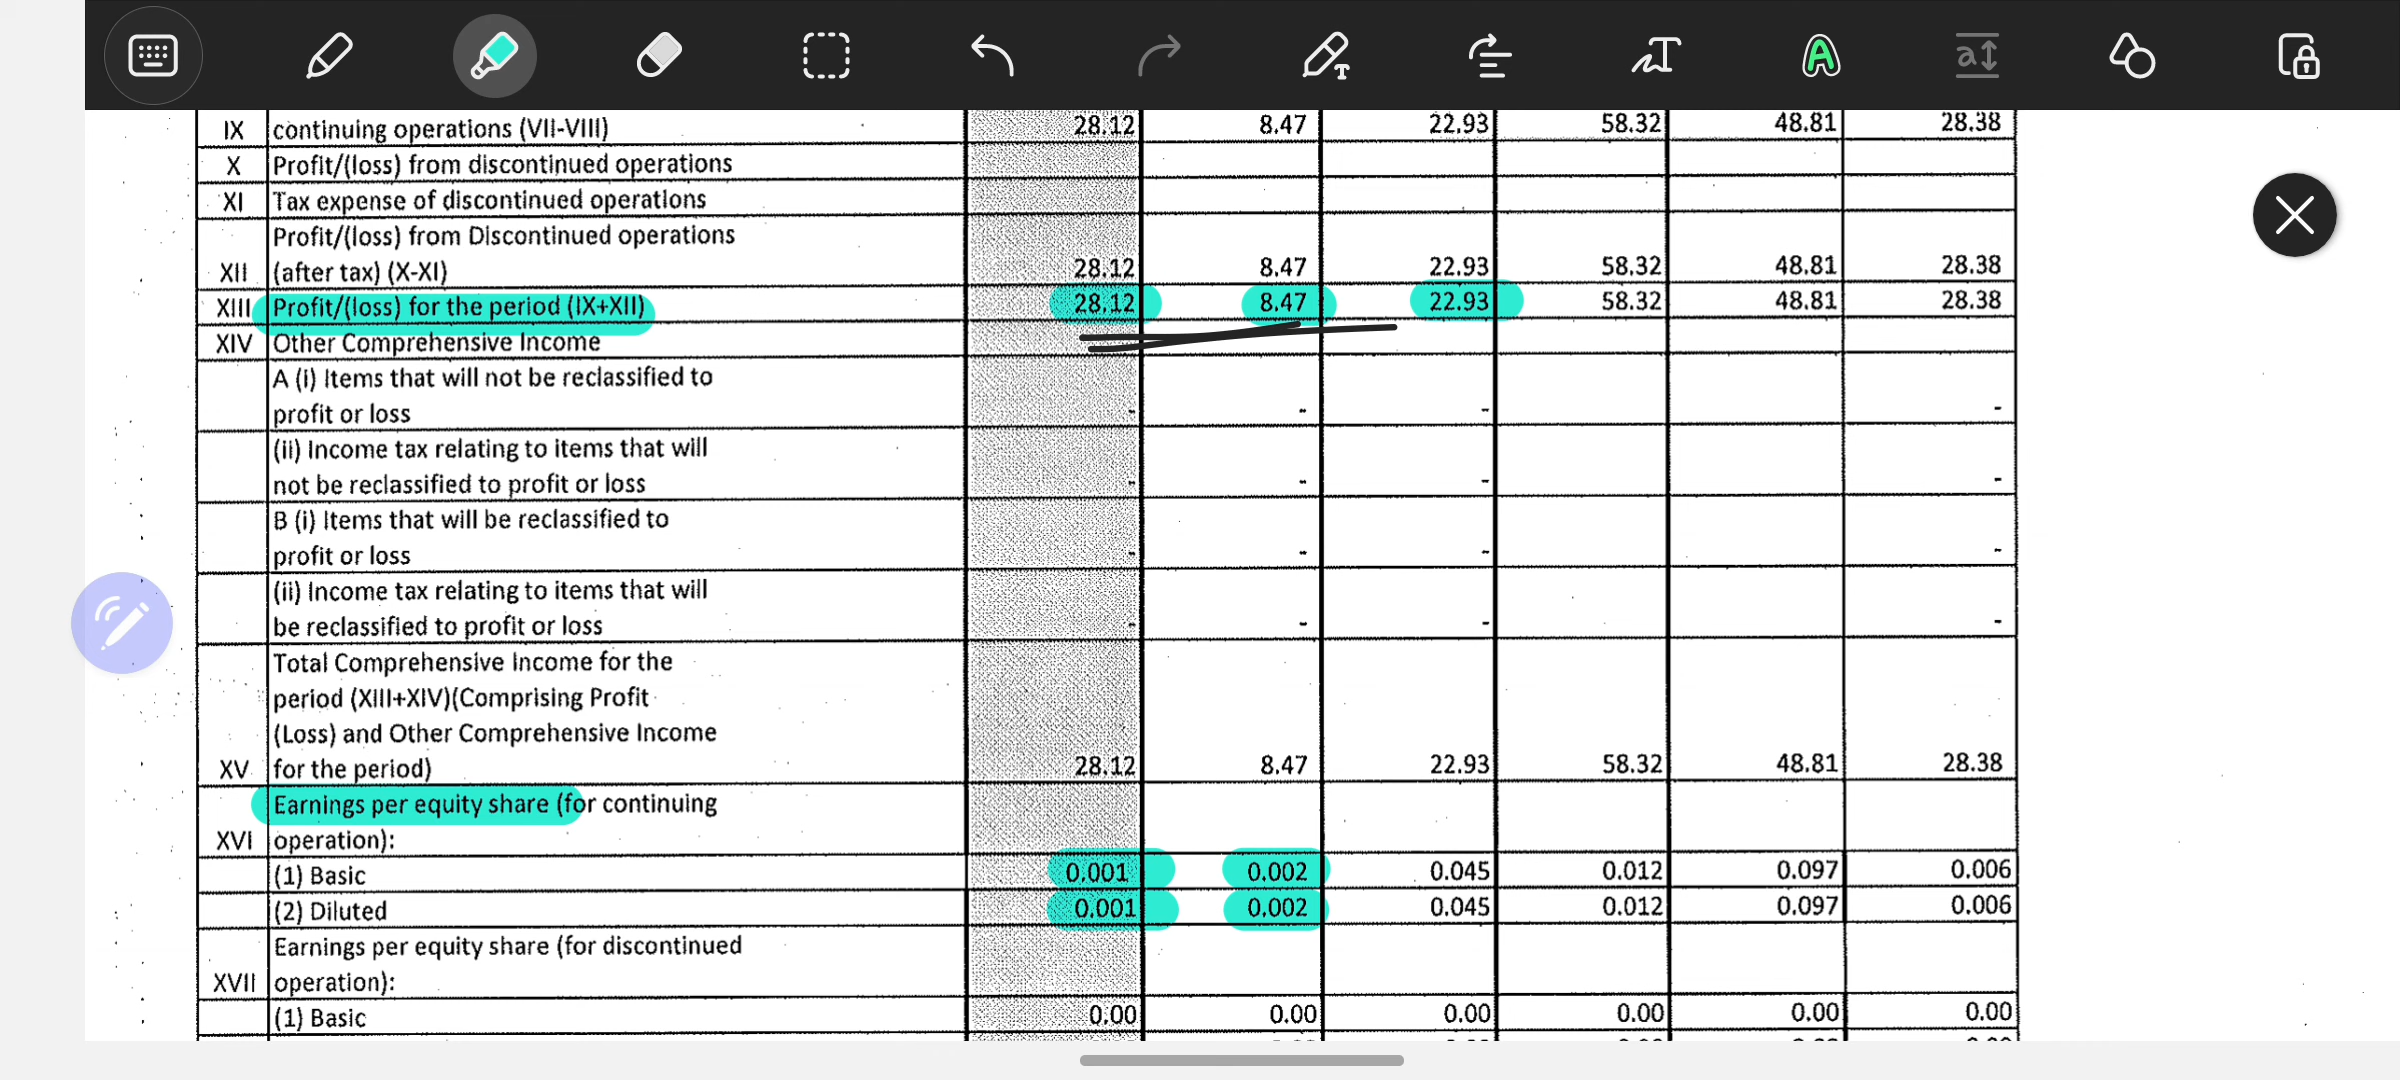 IX continuing operations (VII-VIII) 28.12 8.47 22.93 58.32 48.81 28.38
X Profit/(loss) from discontinued operations
XI Tax expense of discontinued operations
Profit/(loss) from Discontinued operations
XII (after tax) (X-XI) 28.12 8.47 22.93 58.32 48.81 28.38
XIII Profit/(loss) for the period (IX+XII) 28.12 8.47 22.93 58.32 48.81 28.38
XIV Other Comprehensive Income
A (i) Items that will not be reclassified to
profit or loss - - - -
(ii) Income tax relating to items that will
not be reclassified to profit or loss - - - -
B (i) Items that will be reclassified to
profit or loss - - - -
(ii) Income tax relating to items that will
be reclassified to profit or loss - - - -
Total Comprehensive Income for the
period (XIII+XIV)(Comprising Profit
(Loss) and Other Comprehensive Income
XV for the period) 28.12 8.47 22.93 58.32 48.81 28.38
Earnings per equity share (for continuing
XVI operation):
(1) Basic 0.001 0.002 0.045 0.012 0.097 0.006
(2) Diluted 0.001 0.002 0.045 0.012 0.097 0.006
Earnings per equity share (for discontinued
XVII operation):
(1) Basic 0.00 0.00 0.00 0.00 0.00 0.00